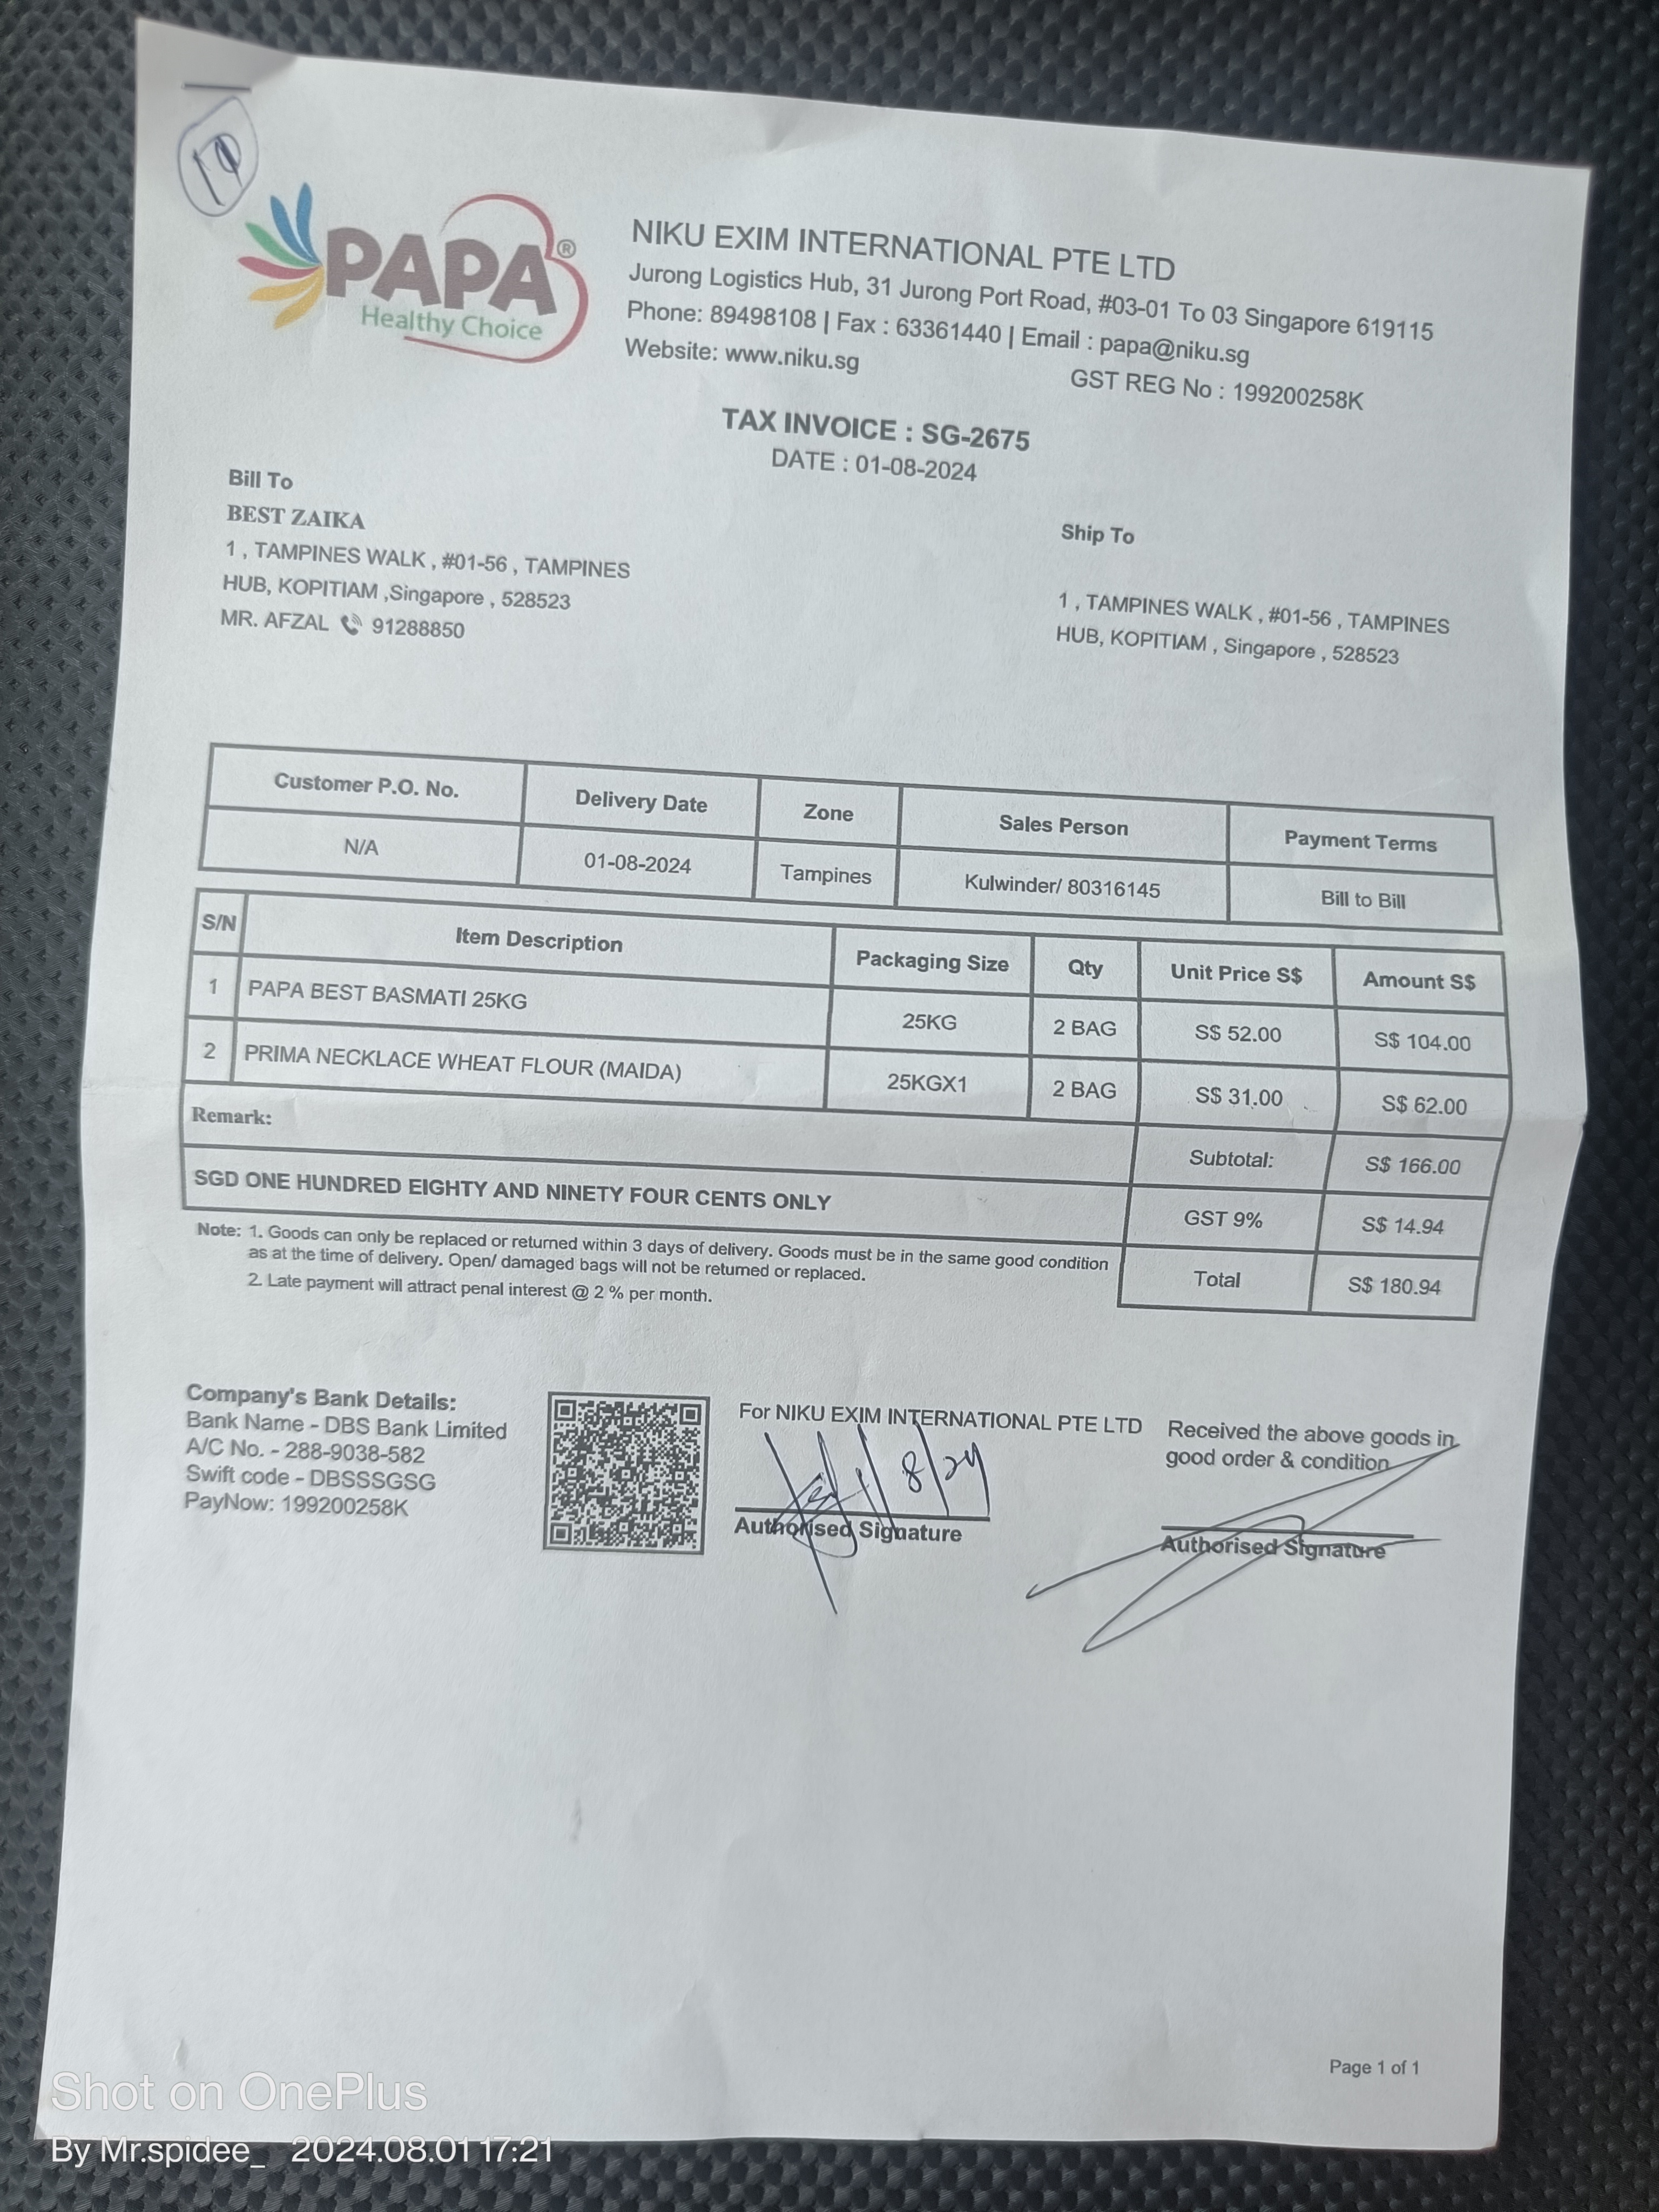 PAPA®
Healthy Choice
NIKU EXIM INTERNATIONAL PTE LTD
Jurong Logistics Hub, 31 Jurong Port Road, #03-01 To 03 Singapore 619115
Phone: 89498108 | Fax : 63361440 | Email : papa@niku.sg
Website: www.niku.sg
GST REG No : 199200258K
TAX INVOICE : SG-2675
DATE : 01-08-2024
Bill To
BEST ZAIKA
1 , TAMPINES WALK , #01-56 , TAMPINES
HUB, KOPITIAM ,Singapore , 528523
MR. AFZAL 91288850
Ship To
1 , TAMPINES WALK , #01-56 , TAMPINES
HUB, KOPITIAM , Singapore , 528523
Customer P.O. No. Delivery Date Zone Sales Person Payment Terms
N/A 01-08-2024 Tampines Kulwinder/ 80316145 Bill to Bill
S/N Item Description Packaging Size Qty Unit Price S$ Amount S$
1 PAPA BEST BASMATI 25KG 25KG 2 BAG S$ 52.00 S$ 104.00
2 PRIMA NECKLACE WHEAT FLOUR (MAIDA) 25KGX1 2 BAG S$ 31.00 S$ 62.00
Remark:
Subtotal: S$ 166.00
SGD ONE HUNDRED EIGHTY AND NINETY FOUR CENTS ONLY
GST 9% S$ 14.94
Total S$ 180.94
Note: 1. Goods can only be replaced or returned within 3 days of delivery. Goods must be in the same good condition
as at the time of delivery. Open/ damaged bags will not be returned or replaced.
2. Late payment will attract penal interest @ 2 % per month.
Company's Bank Details:
Bank Name - DBS Bank Limited
A/C No. - 288-9038-582
Swift code - DBSSSGSG
PayNow: 199200258K
For NIKU EXIM INTERNATIONAL PTE LTD
1/8/24
Authorised Signature
Received the above goods in
good order & condition
Authorised Signature
Page 1 of 1
Shot on OnePlus
By Mr.spidee_ 2024.08.01 17:21